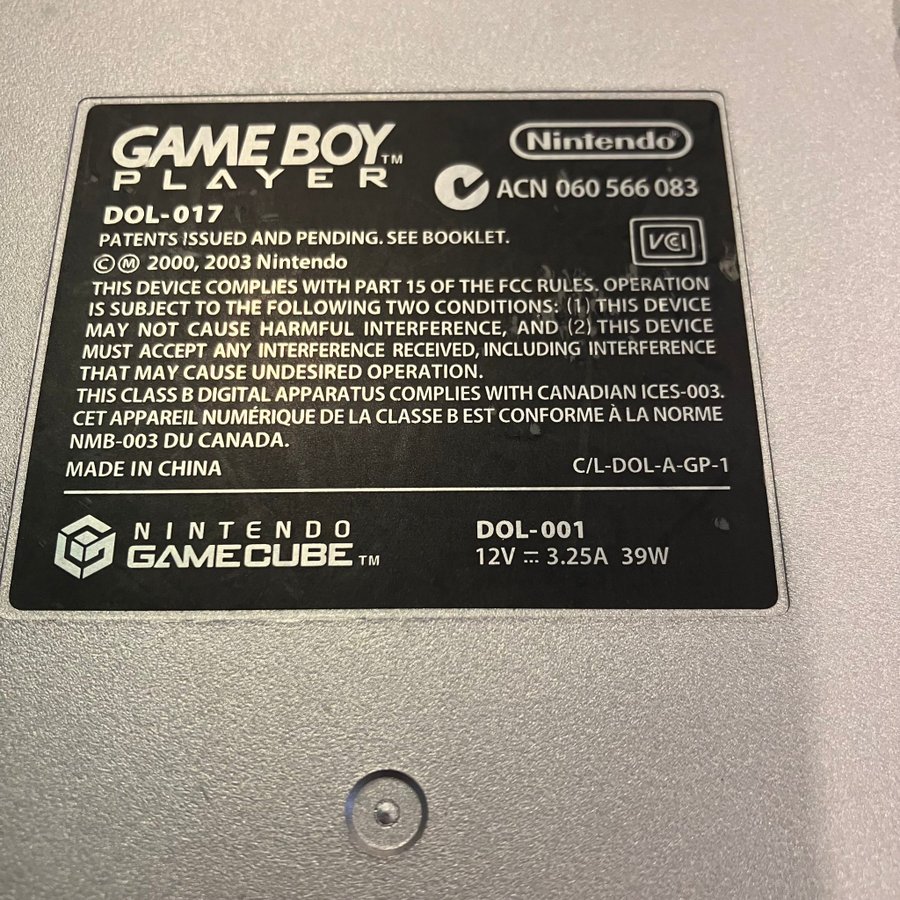 GAME BOY™
PLAYER
Nintendo®
ACN 060 566 083
DOL-017
VCI
PATENTS ISSUED AND PENDING. SEE BOOKLET.
©Ⓜ 2000, 2003 Nintendo
THIS DEVICE COMPLIES WITH PART 15 OF THE FCC RULES. OPERATION
IS SUBJECT TO THE FOLLOWING TWO CONDITIONS: (1) THIS DEVICE
MAY NOT CAUSE HARMFUL INTERFERENCE, AND (2) THIS DEVICE
MUST ACCEPT ANY INTERFERENCE RECEIVED, INCLUDING INTERFERENCE
THAT MAY CAUSE UNDESIRED OPERATION.
THIS CLASS B DIGITAL APPARATUS COMPLIES WITH CANADIAN ICES-003.
CET APPAREIL NUMÉRIQUE DE LA CLASSE B EST CONFORME À LA NORME
NMB-003 DU CANADA.
MADE IN CHINA
C/L-DOL-A-GP-1
NINTENDO
GAMECUBE™
DOL-001
12V ⎓ 3.25A 39W